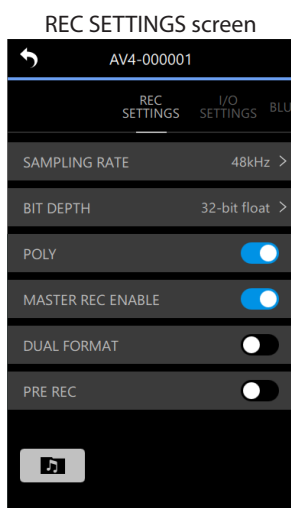 REC SETTINGS screen
AV4-000001
REC SETTINGS
I/O SETTINGS
BLU
SAMPLING RATE 48kHz >
BIT DEPTH 32-bit float >
POLY
MASTER REC ENABLE
DUAL FORMAT
PRE REC